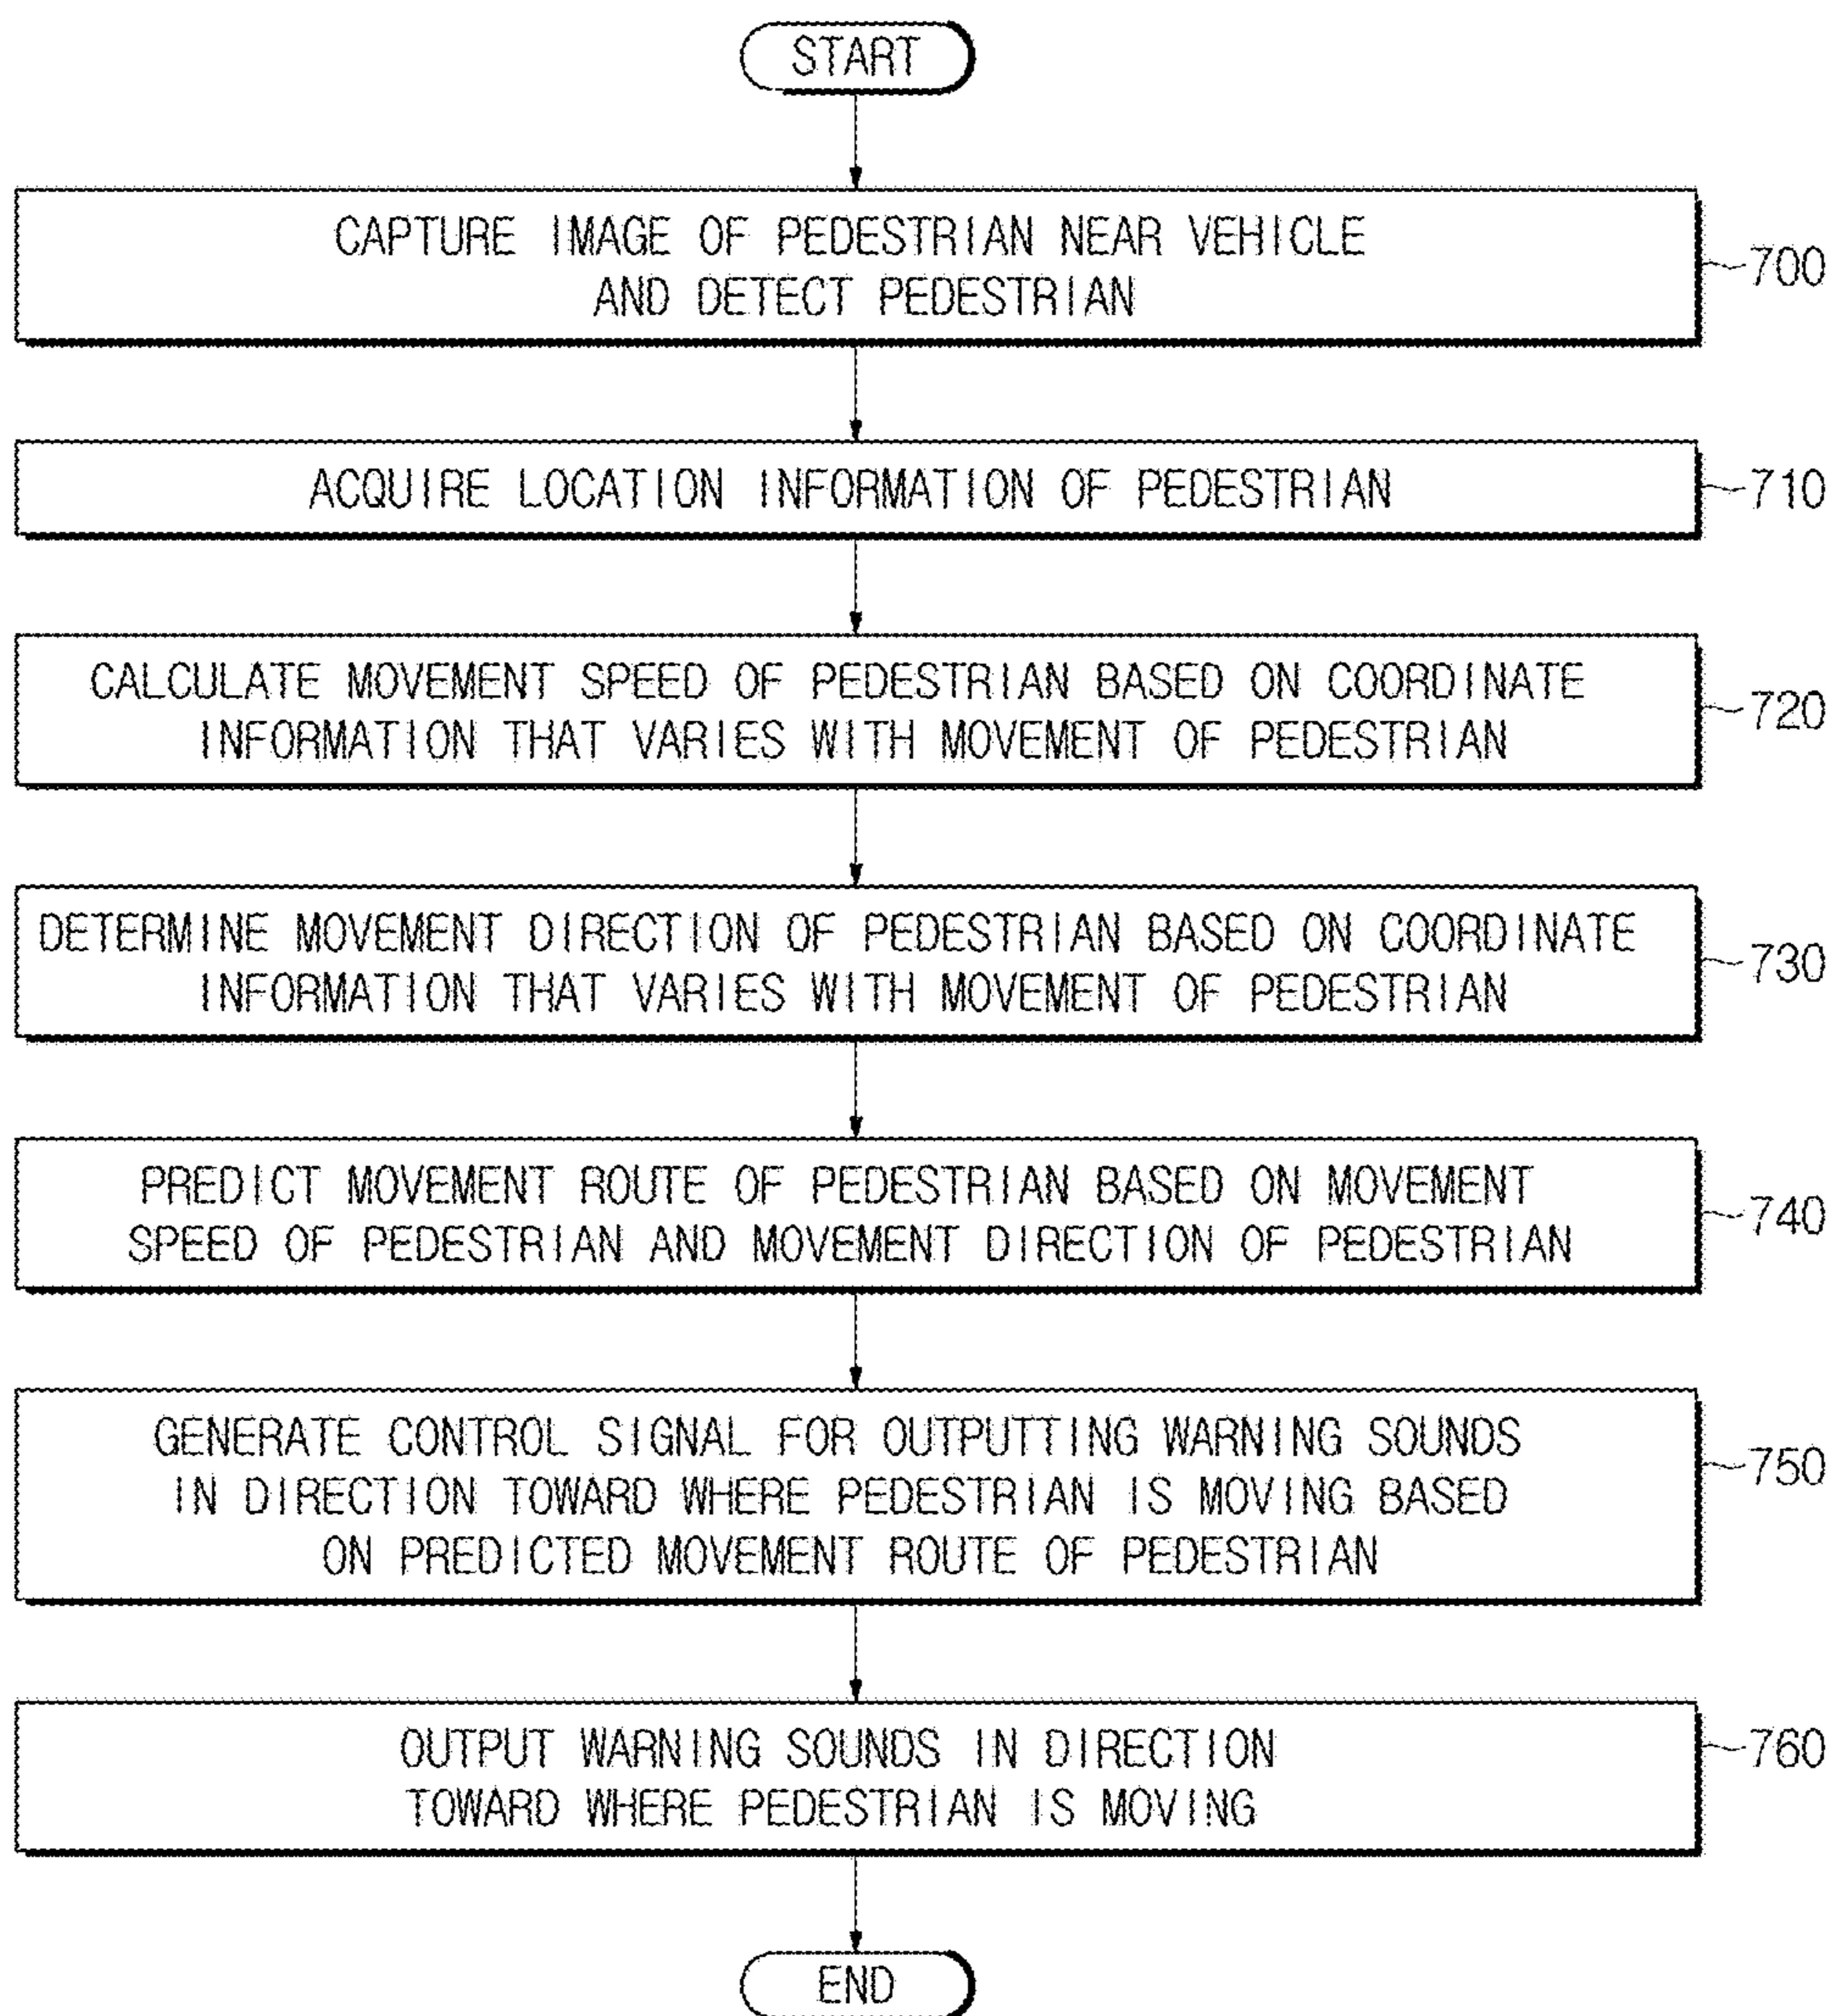 START
CAPTURE IMAGE OF PEDESTRIAN NEAR VEHICLE
AND DETECT PEDESTRIAN
700
ACQUIRE LOCATION INFORMATION OF PEDESTRIAN
710
CALCULATE MOVEMENT SPEED OF PEDESTRIAN BASED ON COORDINATE
INFORMATION THAT VARIES WITH MOVEMENT OF PEDESTRIAN
720
DETERMINE MOVEMENT DIRECTION OF PEDESTRIAN BASED ON COORDINATE
INFORMATION THAT VARIES WITH MOVEMENT OF PEDESTRIAN
730
PREDICT MOVEMENT ROUTE OF PEDESTRIAN BASED ON MOVEMENT
SPEED OF PEDESTRIAN AND MOVEMENT DIRECTION OF PEDESTRIAN
740
GENERATE CONTROL SIGNAL FOR OUTPUTTING WARNING SOUNDS
IN DIRECTION TOWARD WHERE PEDESTRIAN IS MOVING BASED
ON PREDICTED MOVEMENT ROUTE OF PEDESTRIAN
750
OUTPUT WARNING SOUNDS IN DIRECTION
TOWARD WHERE PEDESTRIAN IS MOVING
760
END